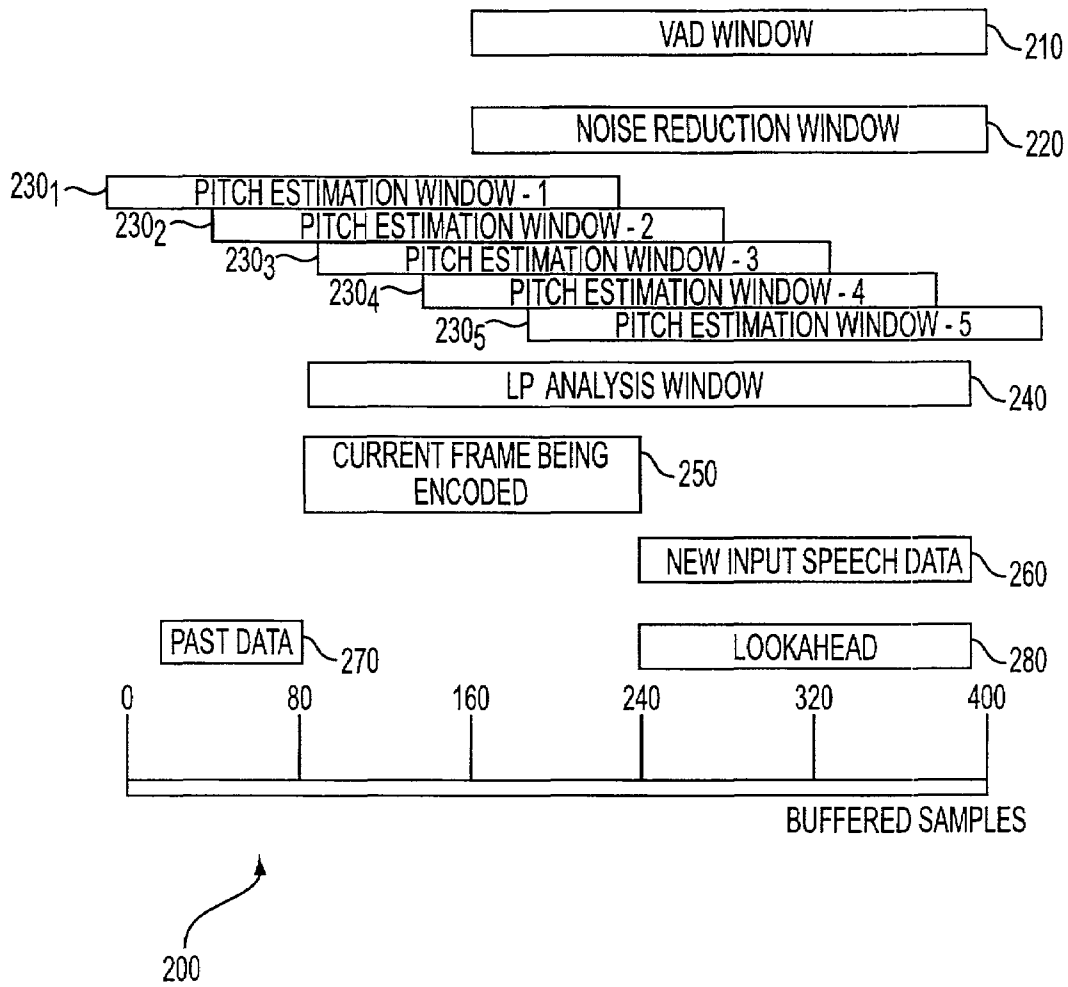 VAD WINDOW
210
NOISE REDUCTION WINDOW
220
230₁
PITCH ESTIMATION WINDOW - 1
230₂
PITCH ESTIMATION WINDOW - 2
230₃
PITCH ESTIMATION WINDOW - 3
230₄
PITCH ESTIMATION WINDOW - 4
230₅
PITCH ESTIMATION WINDOW - 5
LP ANALYSIS WINDOW
240
CURRENT FRAME BEING
ENCODED
250
NEW INPUT SPEECH DATA
260
PAST DATA
270
LOOKAHEAD
280
0 80 160 240 320 400
BUFFERED SAMPLES
200